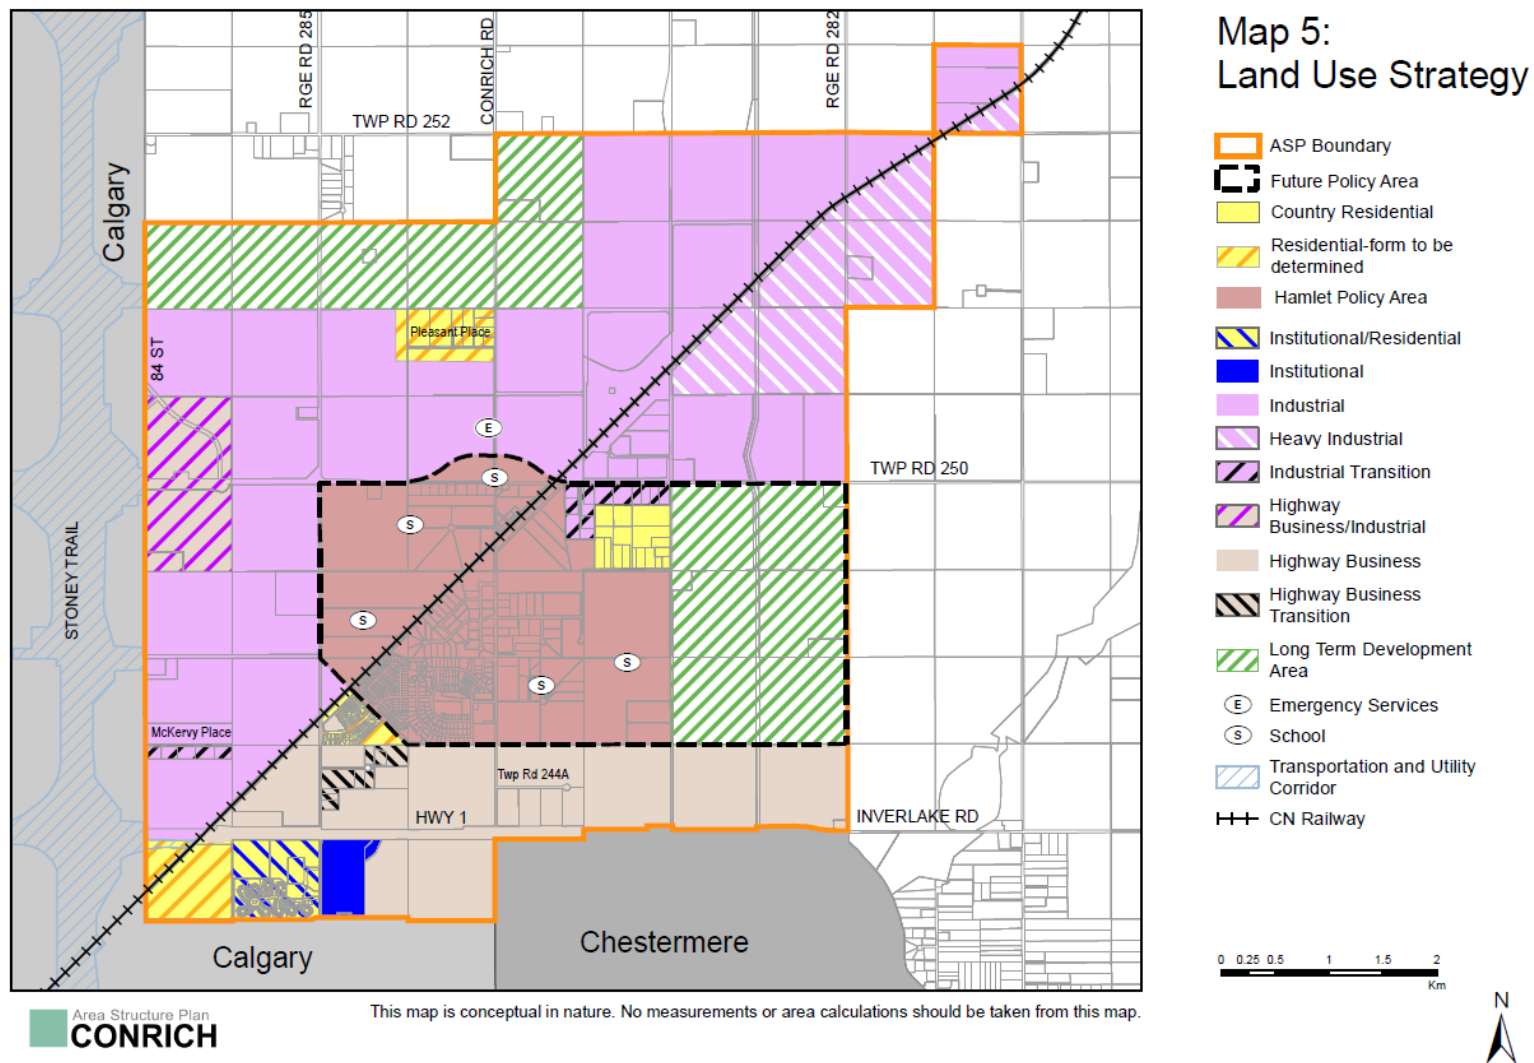 Map 5:
Land Use Strategy
RGE RD 285
CONRICH RD
RGE RD 282
TWP RD 252
Calgary
84 ST
Pleasant Place
E
S
TWP RD 250
S
STONEY TRAIL
S
S
S
McKervy Place
Twp Rd 244A
HWY 1
INVERLAKE RD
Calgary
Chestermere
ASP Boundary
Future Policy Area
Country Residential
Residential-form to be
determined
Hamlet Policy Area
Institutional/Residential
Institutional
Industrial
Heavy Industrial
Industrial Transition
Highway
Business/Industrial
Highway Business
Highway Business
Transition
Long Term Development
Area
E Emergency Services
S School
Transportation and Utility
Corridor
CN Railway
0 0.25 0.5 1 1.5 2
Km
N
Area Structure Plan
CONRICH
This map is conceptual in nature. No measurements or area calculations should be taken from this map.